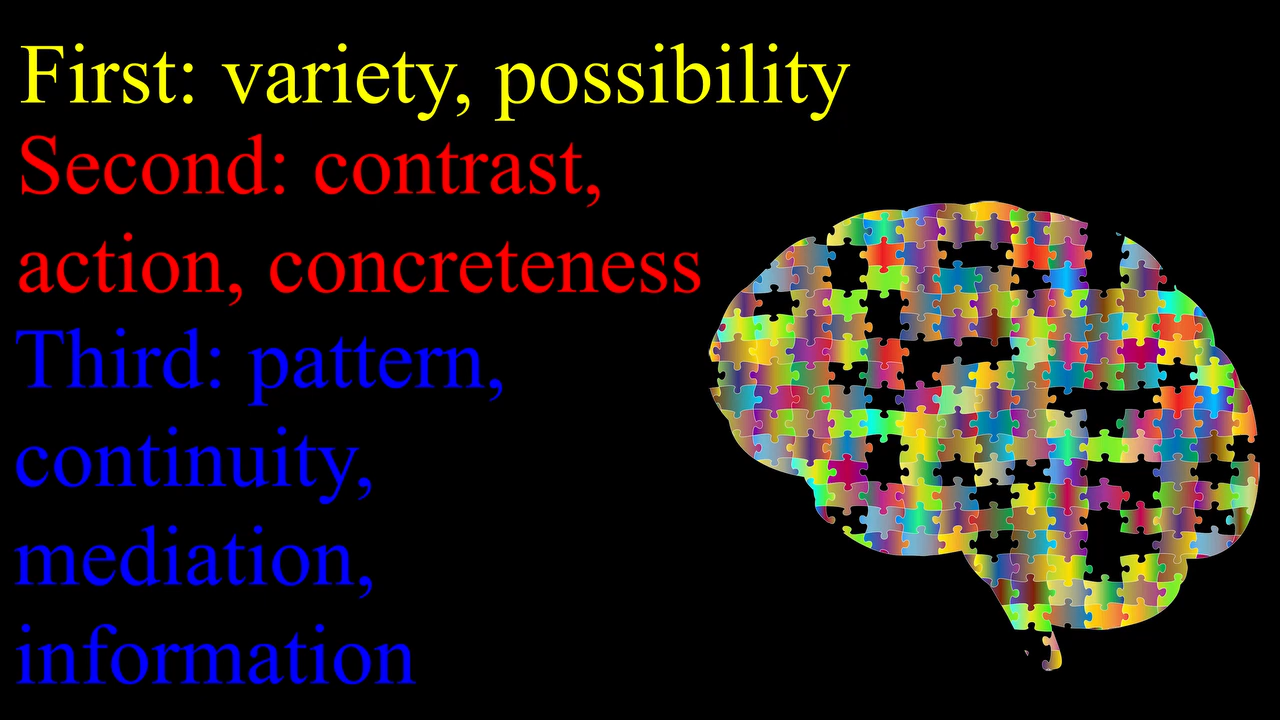 First: variety, possibility
Second: contrast,
action, concreteness
Third: pattern,
continuity,
mediation,
information